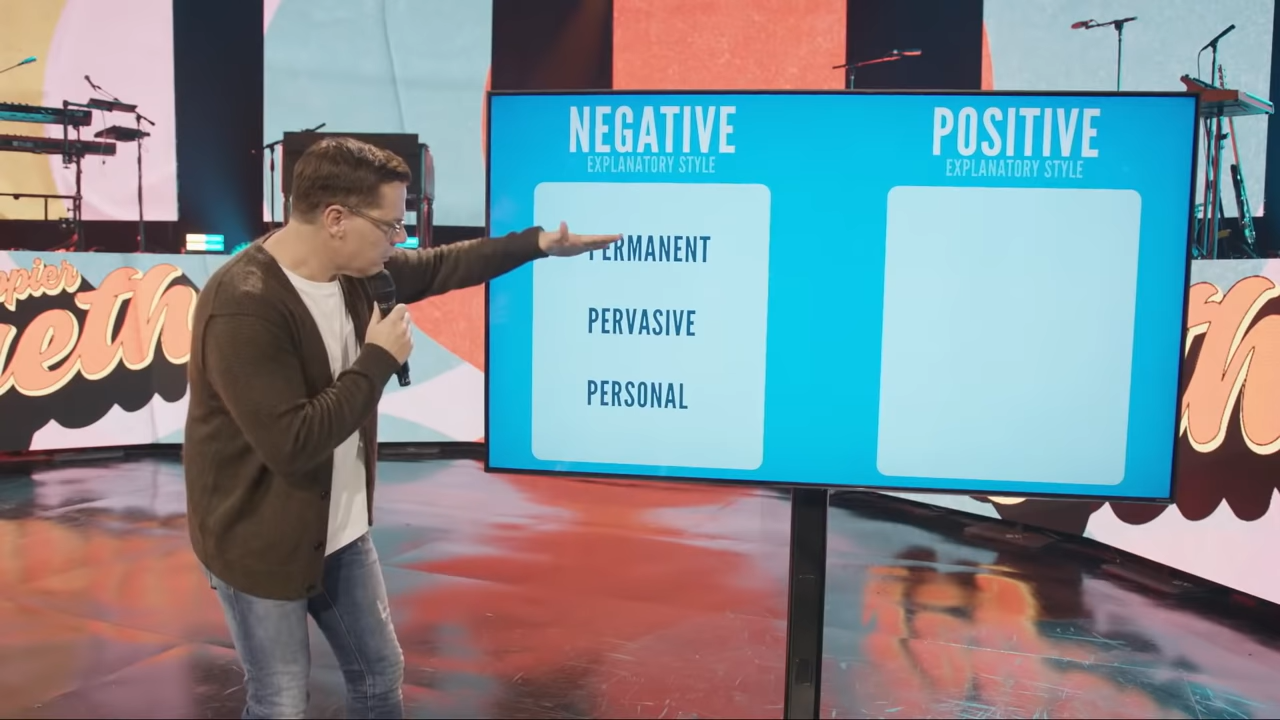 NEGATIVE
EXPLANATORY STYLE
PERMANENT
PERVASIVE
PERSONAL
POSITIVE
EXPLANATORY STYLE